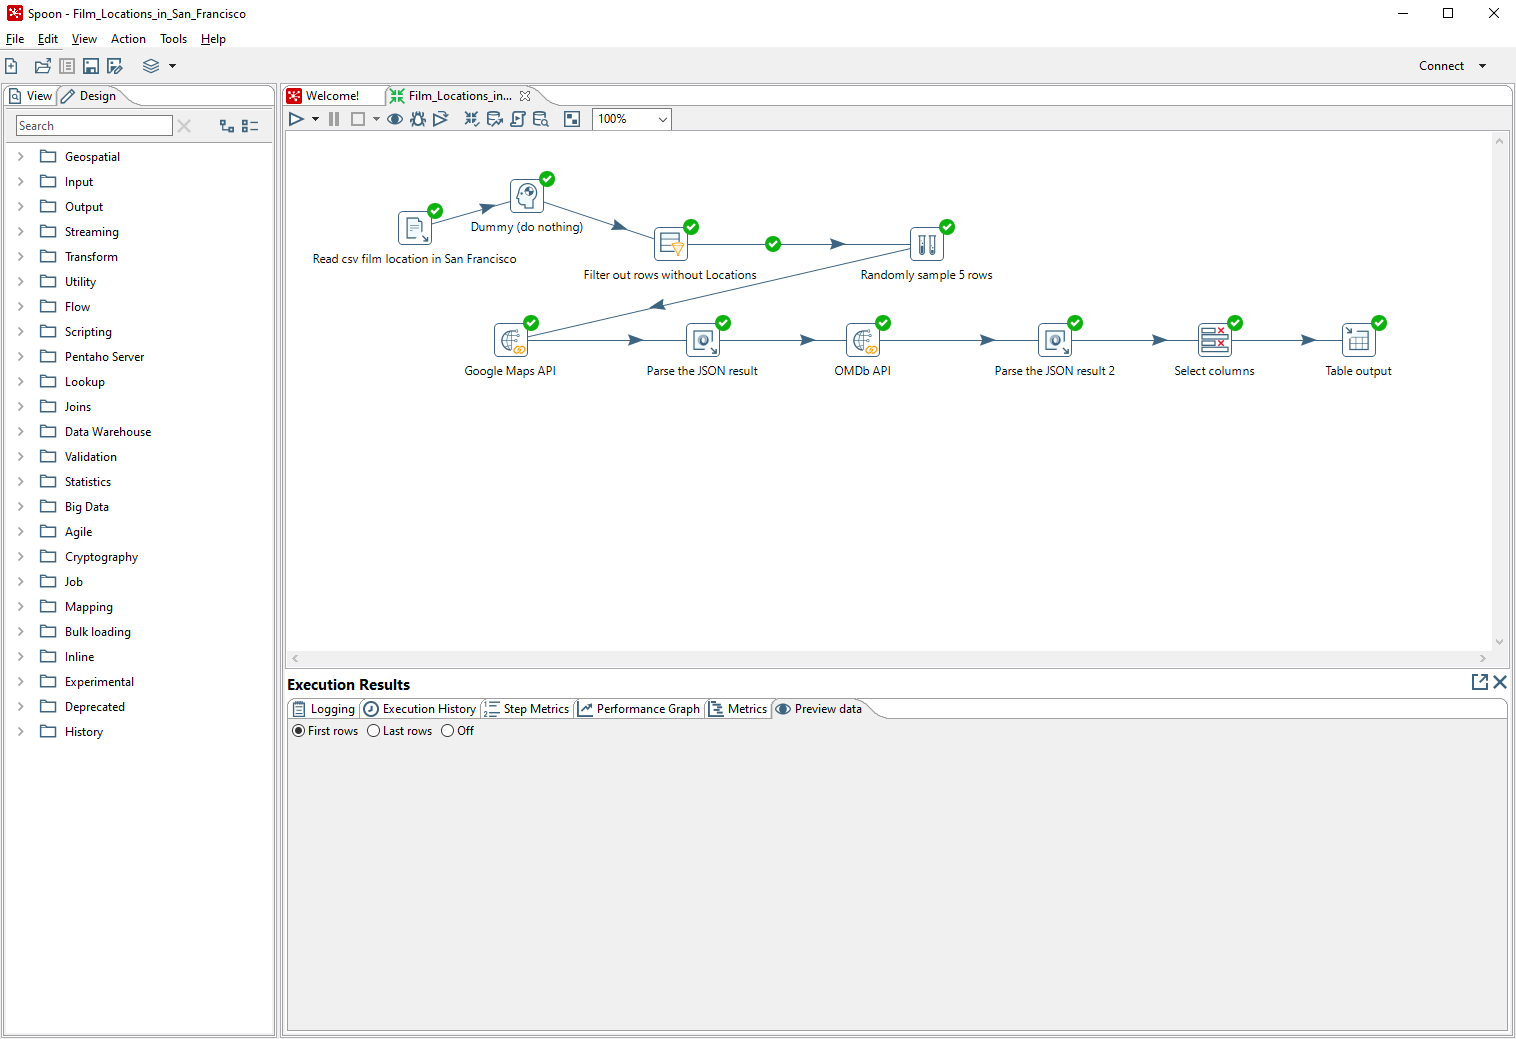 Spoon - Film_Locations_in_San_Francisco
File Edit View Action Tools Help
Connect
View Design
Search
Geospatial
Input
Output
Streaming
Transform
Utility
Flow
Scripting
Pentaho Server
Lookup
Joins
Data Warehouse
Validation
Statistics
Big Data
Agile
Cryptography
Job
Mapping
Bulk loading
Inline
Experimental
Deprecated
History
Welcome! Film_Locations_in...
100%
Dummy (do nothing)
Read csv film location in San Francisco
Filter out rows without Locations
Randomly sample 5 rows
Google Maps API
Parse the JSON result
OMDb API
Parse the JSON result 2
Select columns
Table output
Execution Results
Logging Execution History Step Metrics Performance Graph Metrics Preview data
First rows Last rows Off